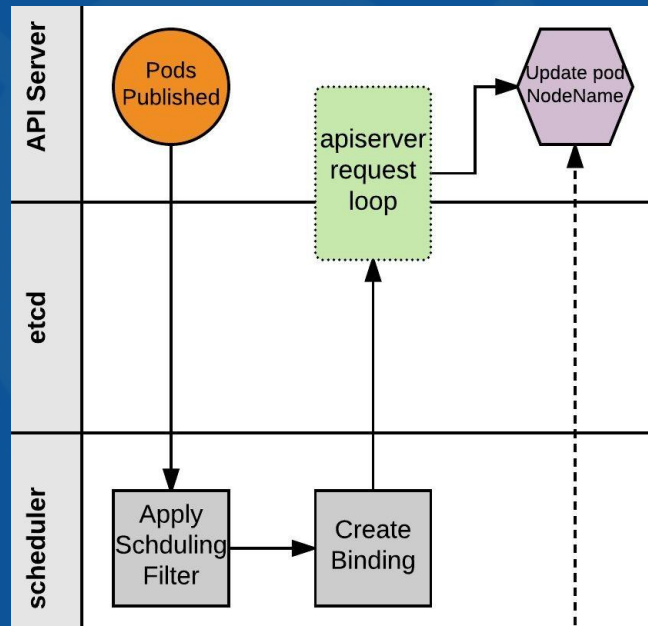 API Server
Pods
Published
apiserver
request
loop
Update pod
NodeName
etcd
scheduler
Apply
Schduling
Filter
Create
Binding